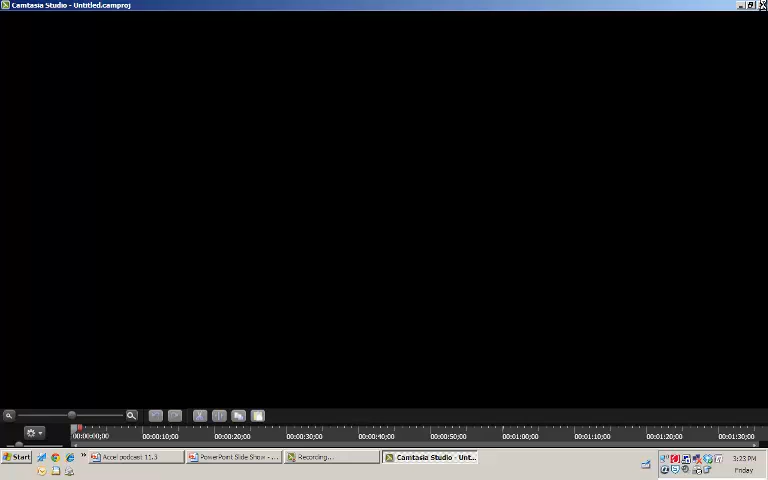 Camtasia Studio - Untitled.camproj
00:00:00;00 00:00:10;00 00:00:20;00 00:00:30;00 00:00:40;00 00:00:50;00 00:01:00;00 00:01:10;00 00:01:20;00 00:01:30;00
Start » Accel podcast 11.3 PowerPoint Slide Show - ... Recording... Camtasia Studio - Unt... 3:23 PM
Friday